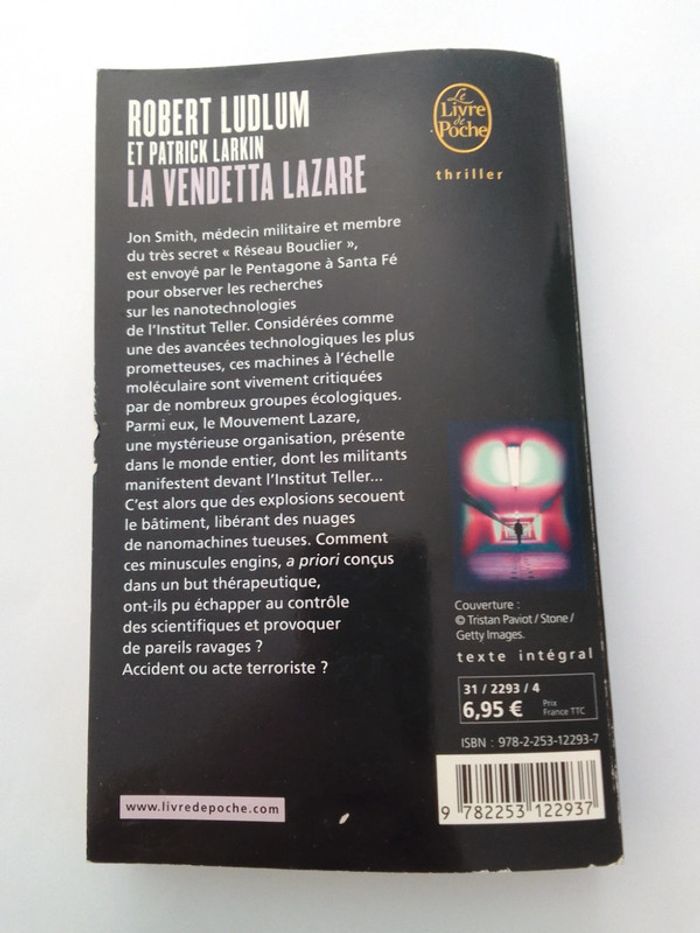 ROBERT LUDLUM
ET PATRICK LARKIN
LA VENDETTA LAZARE
Le
Livre
de
Poche
thriller
Jon Smith, médecin militaire et membre
du très secret « Réseau Bouclier »,
est envoyé par le Pentagone à Santa Fé
pour observer les recherches
sur les nanotechnologies
de l'Institut Teller. Considérées comme
une des avancées technologiques les plus
prometteuses, ces machines à l'échelle
moléculaire sont vivement critiquées
par de nombreux groupes écologiques.
Parmi eux, le Mouvement Lazare,
une mystérieuse organisation, présente
dans le monde entier, dont les militants
manifestent devant l'Institut Teller...
C'est alors que des explosions secouent
le bâtiment, libérant des nuages
de nanomachines tueuses. Comment
ces minuscules engins, a priori conçus
dans un but thérapeutique,
ont-ils pu échapper au contrôle
des scientifiques et provoquer
de pareils ravages ?
Accident ou acte terroriste ?
Couverture :
© Tristan Paviot / Stone /
Getty Images.
texte intégral
31 / 2293 / 4
6,95 € Prix
France TTC
ISBN : 978-2-253-12293-7
9 782253 122937
www.livredepoche.com